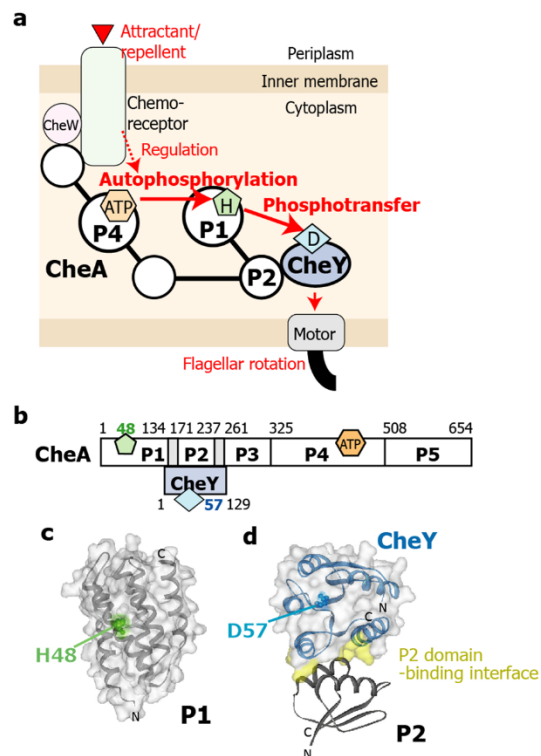 a
Attractant/
repellent
Periplasm
Inner membrane
Cytoplasm
Chemo-
receptor
CheW
Regulation
Autophosphorylation
ATP
H
Phosphotransfer
P4
P1
D
CheA
P2
CheY
Motor
Flagellar rotation
b
1 48 134 171 237 261 325 508 654
CheA P1 P2 P3 P4 ATP P5
CheY
1 57 129
c
C
H48
N
P1
d
CheY
N
C
D57
P2 domain
-binding interface
C
N
P2